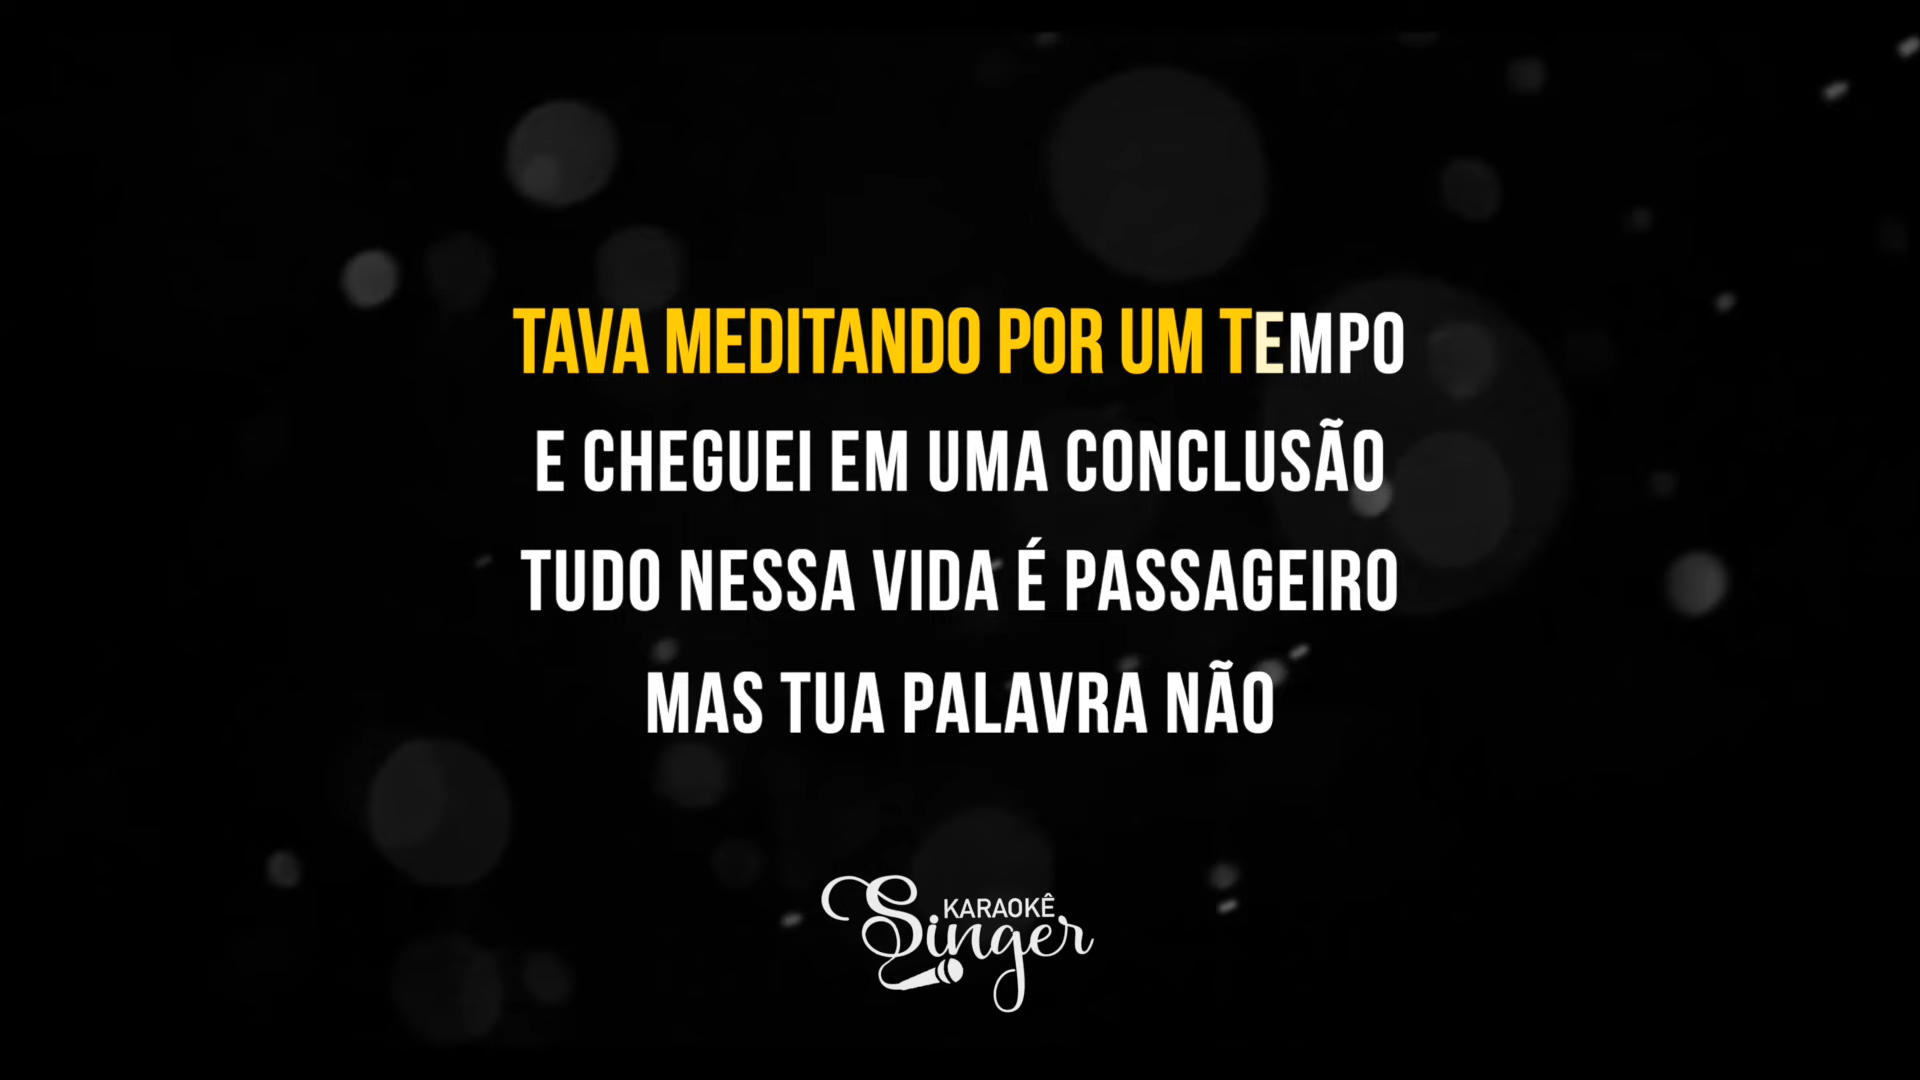 TAVA MEDITANDO POR UM TEMPO
E CHEGUEI EM UMA CONCLUSÃO
TUDO NESSA VIDA É PASSAGEIRO
MAS TUA PALAVRA NÃO
KARAOKÊ
Singer